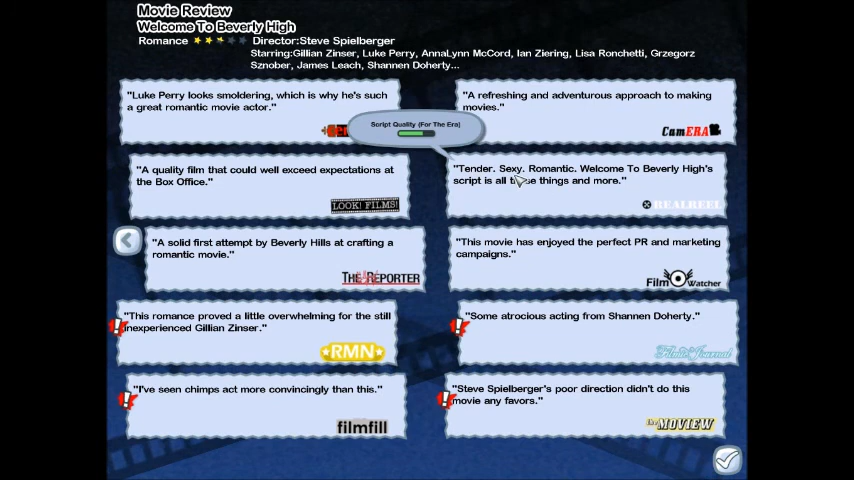 Movie Review
Welcome To Beverly High
Romance Director:Steve Spielberger
Starring:Gillian Zinser, Luke Perry, AnnaLynn McCord, Ian Ziering, Lisa Ronchetti, Grzegorz
Sznober, James Leach, Shannen Doherty...
"Luke Perry looks smoldering, which is why he's such
a great romantic movie actor."
"A refreshing and adventurous approach to making
movies."
CamERA
Script Quality (For The Era)
"A quality film that could well exceed expectations at
the Box Office."
LOOK! FILMS!
"Tender. Sexy. Romantic. Welcome To Beverly High's
script is all these things and more."
REALREEL
"A solid first attempt by Beverly Hills at crafting a
romantic movie."
THE REPORTER
"This movie has enjoyed the perfect PR and marketing
campaigns."
Film Watcher
"This romance proved a little overwhelming for the still
inexperienced Gillian Zinser."
RMN
"Some atrocious acting from Shannen Doherty."
Film Journal
"I've seen chimps act more convincingly than this."
filmfill
"Steve Spielberger's poor direction didn't do this
movie any favors."
the MOVIEW